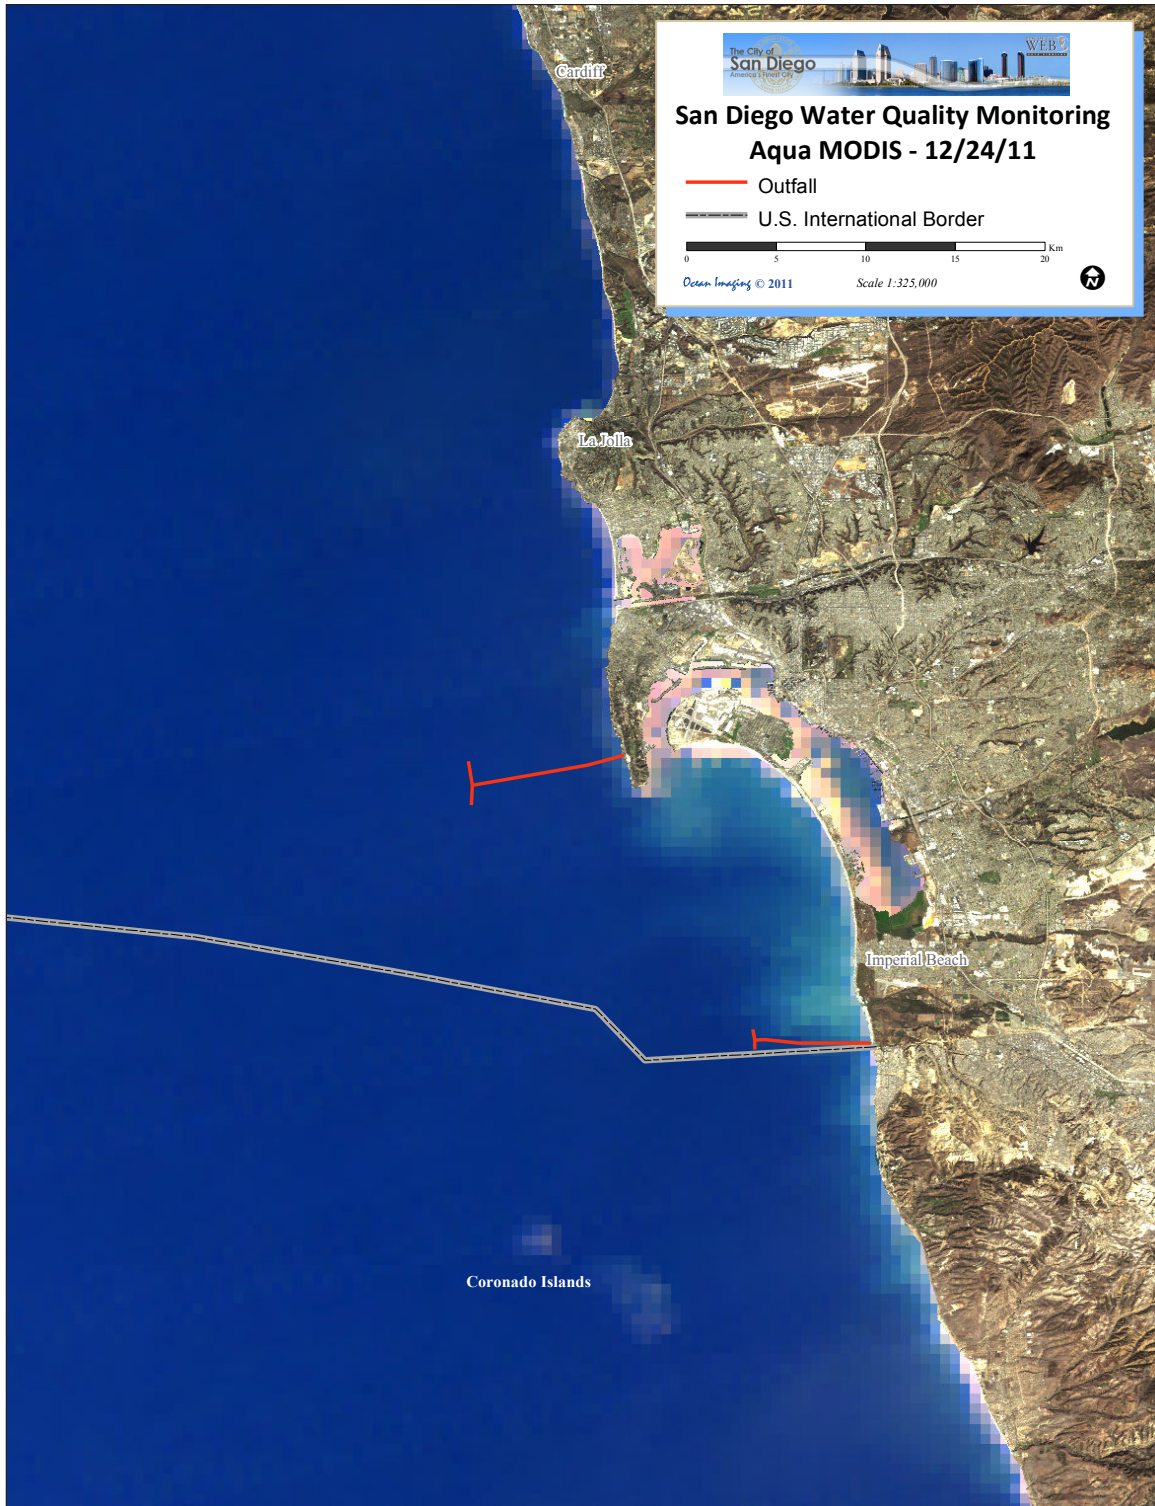 Cardiff
The City of
San Diego
America's Finest City
WEB
San Diego Water Quality Monitoring
Aqua MODIS - 12/24/11
Outfall
U.S. International Border
Km
0 5 10 15 20
Ocean Imaging © 2011
Scale 1:325,000
N
La Jolla
Imperial Beach
Coronado Islands